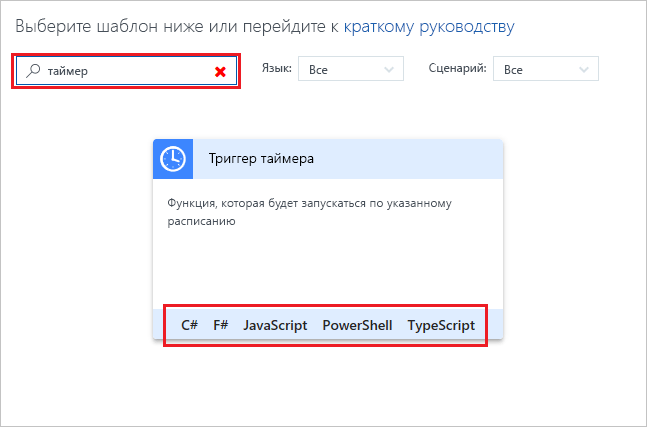 Выберите шаблон ниже или перейдите к краткому руководству
таймер Язык: Все Сценарий: Все
Триггер таймера
Функция, которая будет запускаться по указанному
расписанию
C# F# JavaScript PowerShell TypeScript